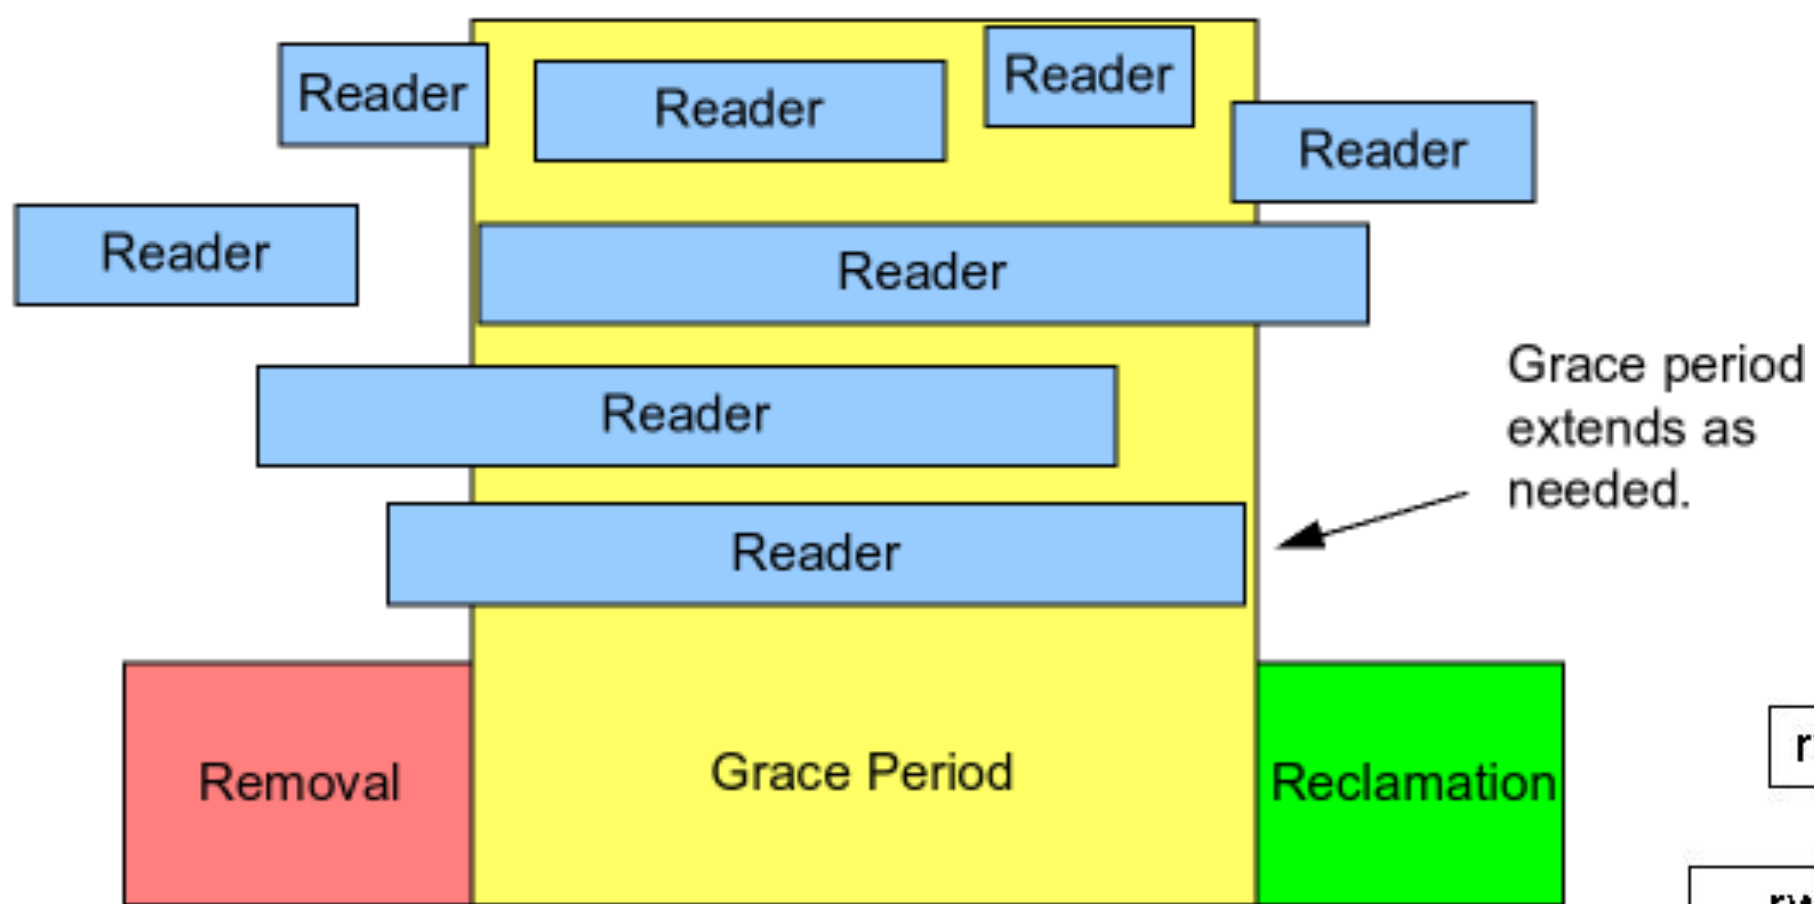 Reader
Reader
Reader
Reader
Reader
Reader
Reader
Reader
Grace period
extends as
needed.
Removal
Grace Period
Reclamation